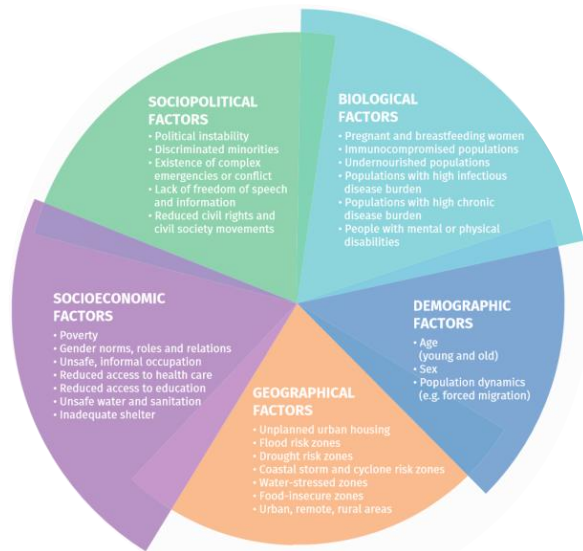 SOCIOPOLITICAL
FACTORS
• Political instability
• Discriminated minorities
• Existence of complex
emergencies or conflict
• Lack of freedom of speech
and information
• Reduced civil rights and
civil society movements
BIOLOGICAL
FACTORS
• Pregnant and breastfeeding women
• Immunocompromised populations
• Undernourished populations
• Populations with high infectious
disease burden
• Populations with high chronic
disease burden
• People with mental or physical
disabilities
SOCIOECONOMIC
FACTORS
• Poverty
• Gender norms, roles and relations
• Unsafe, informal occupation
• Reduced access to health care
• Reduced access to education
• Unsafe water and sanitation
• Inadequate shelter
DEMOGRAPHIC
FACTORS
• Age
(young and old)
• Sex
• Population dynamics
(e.g. forced migration)
GEOGRAPHICAL
FACTORS
• Unplanned urban housing
• Flood risk zones
• Drought risk zones
• Coastal storm and cyclone risk zones
• Water-stressed zones
• Food-insecure zones
• Urban, remote, rural areas